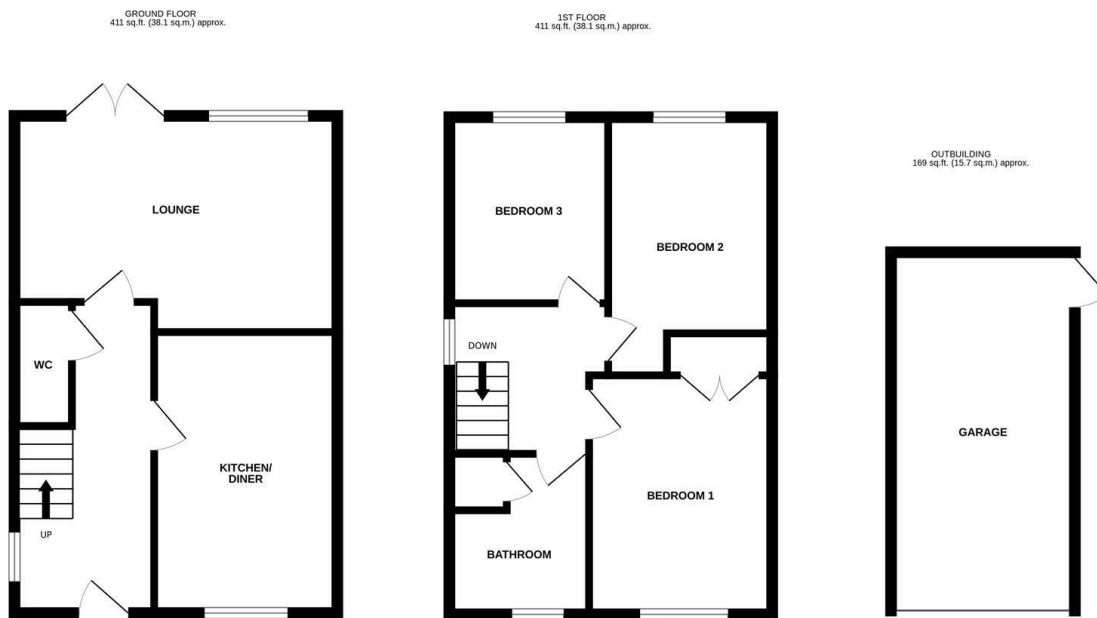 GROUND FLOOR
411 sq.ft. (38.1 sq.m.) approx.
LOUNGE
WC
KITCHEN/
DINER
UP
1ST FLOOR
411 sq.ft. (38.1 sq.m.) approx.
BEDROOM 3
BEDROOM 2
DOWN
BEDROOM 1
BATHROOM
OUTBUILDING
169 sq.ft. (15.7 sq.m.) approx.
GARAGE